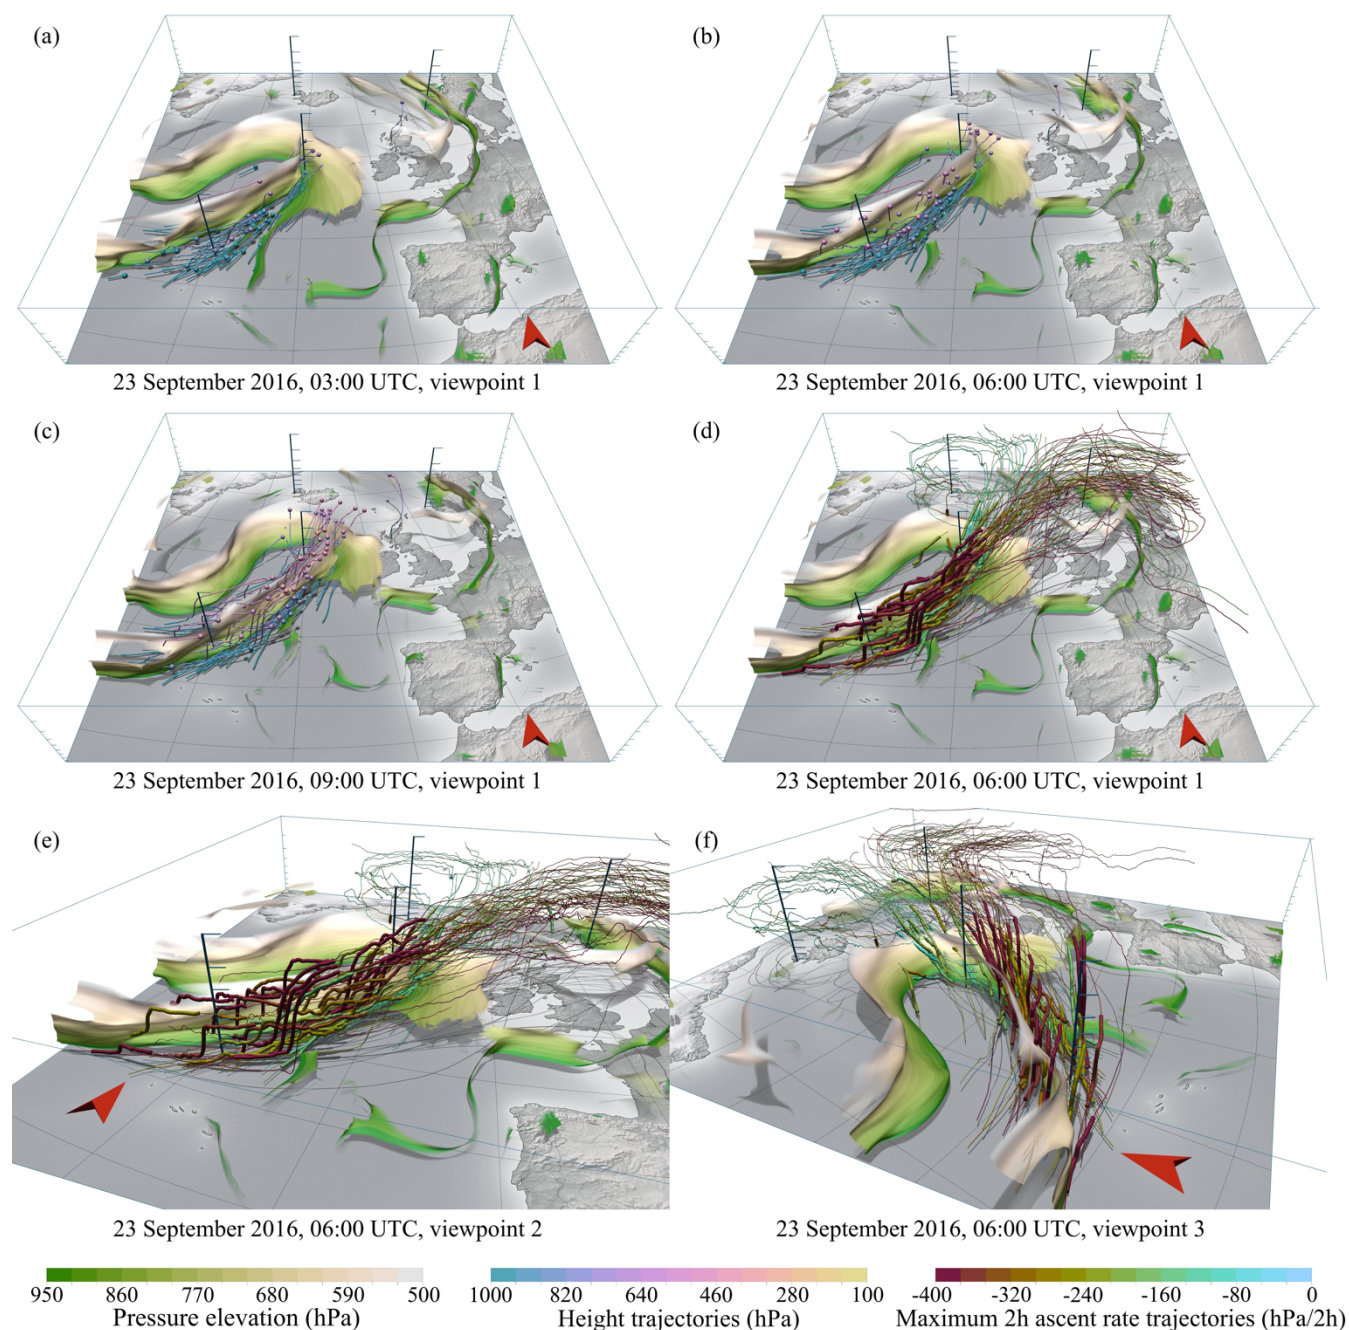 (a)
(b)
23 September 2016, 03:00 UTC, viewpoint 1
23 September 2016, 06:00 UTC, viewpoint 1
(c)
(d)
23 September 2016, 09:00 UTC, viewpoint 1
23 September 2016, 06:00 UTC, viewpoint 1
(e)
(f)
23 September 2016, 06:00 UTC, viewpoint 2
23 September 2016, 06:00 UTC, viewpoint 3
950 860 770 680 590 500
Pressure elevation (hPa)
1000 820 640 460 280 100
Height trajectories (hPa)
-400 -320 -240 -160 -80 0
Maximum 2h ascent rate trajectories (hPa/2h)